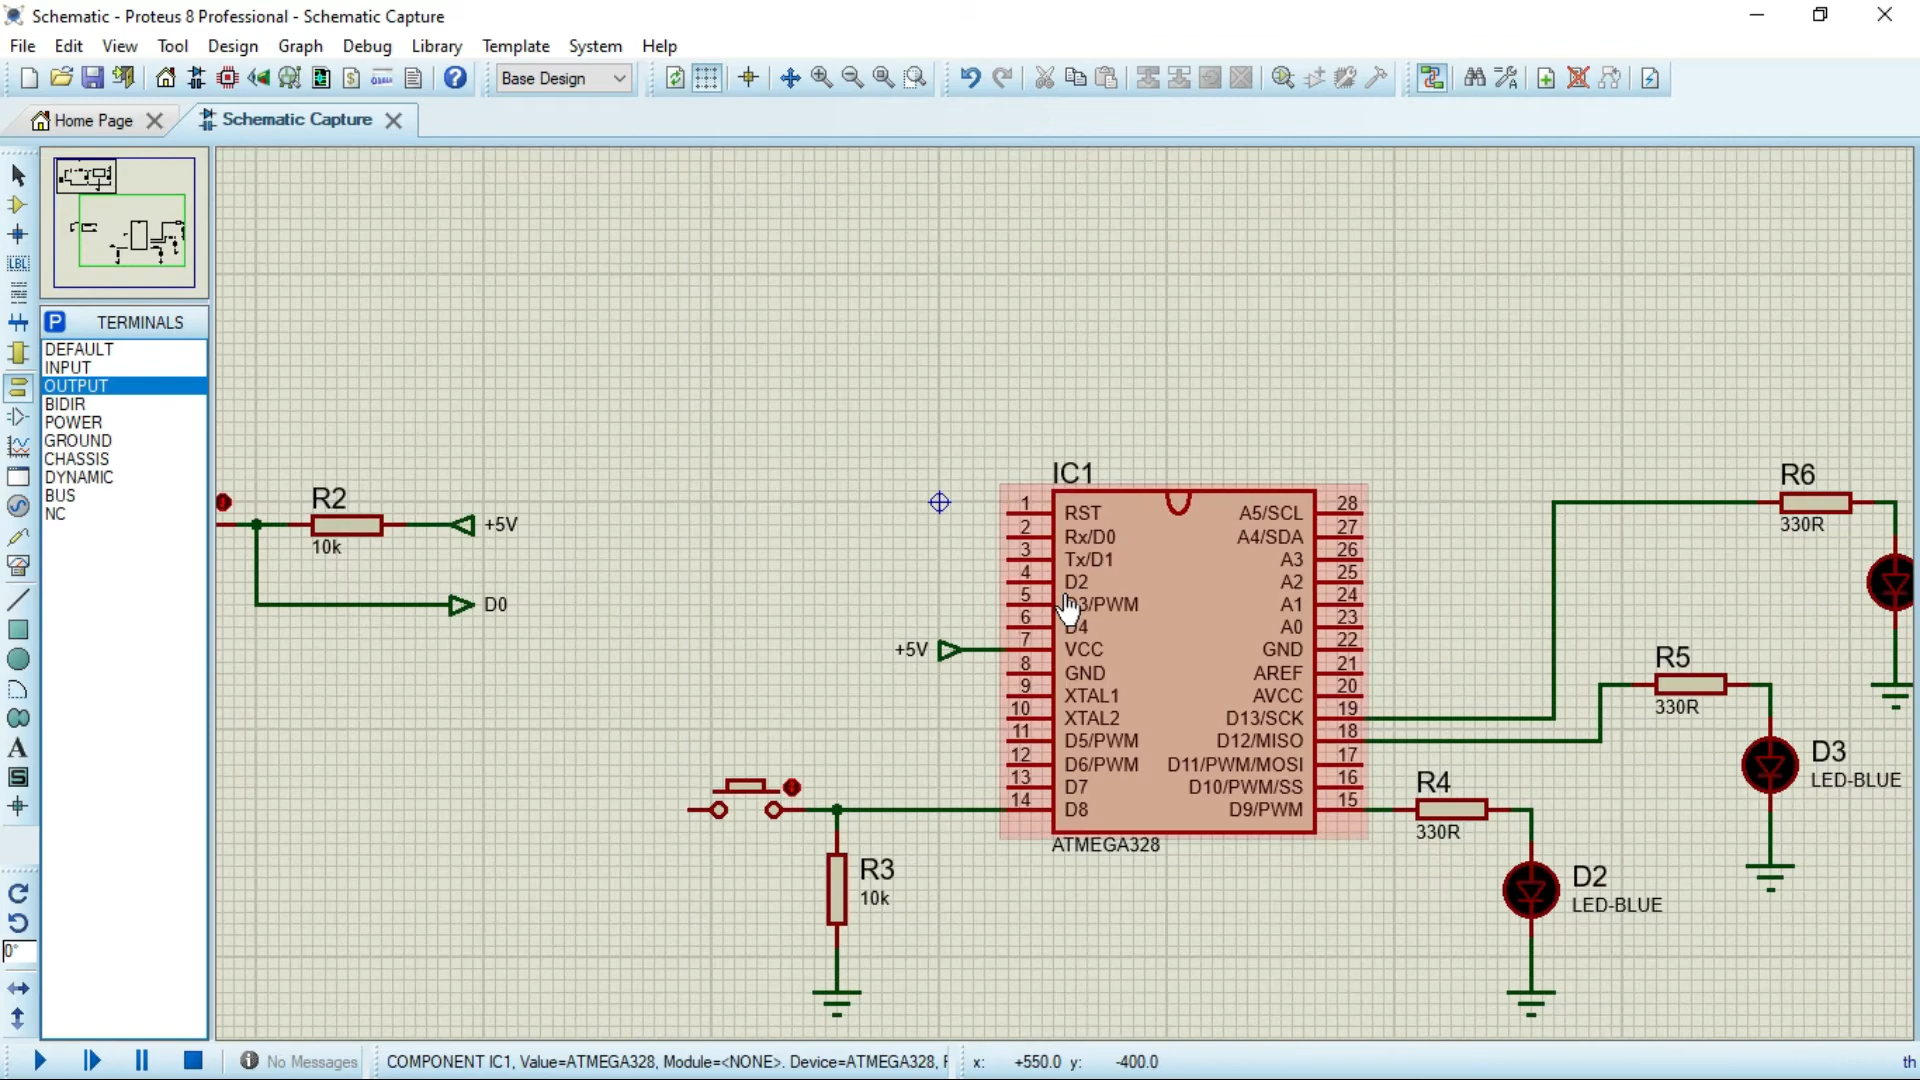 Schematic - Proteus 8 Professional - Schematic Capture
File Edit View Tool Design Graph Debug Library Template System Help
Base Design
Home Page
Schematic Capture
LBL
P TERMINALS
DEFAULT
INPUT
OUTPUT
BIDIR
POWER
GROUND
CHASSIS
DYNAMIC
BUS
NC
A
S
0°
R2
10k
+5V
D0
+5V
R3
10k
IC1
1 RST
2 Rx/D0
3 Tx/D1
4 D2
5 D3/PWM
6 D4
7 VCC
8 GND
9 XTAL1
10 XTAL2
11 D5/PWM
12 D6/PWM
13 D7
14 D8
A5/SCL 28
A4/SDA 27
A3 26
A2 25
A1 24
A0 23
GND 22
AREF 21
AVCC 20
D13/SCK 19
D12/MISO 18
D11/PWM/MOSI 17
D10/PWM/SS 16
D9/PWM 15
ATMEGA328
R6
330R
R5
330R
D3
LED-BLUE
R4
330R
D2
LED-BLUE
No Messages
COMPONENT IC1, Value=ATMEGA328, Module=<NONE>. Device=ATMEGA328,
x: +550.0 y: -400.0
th